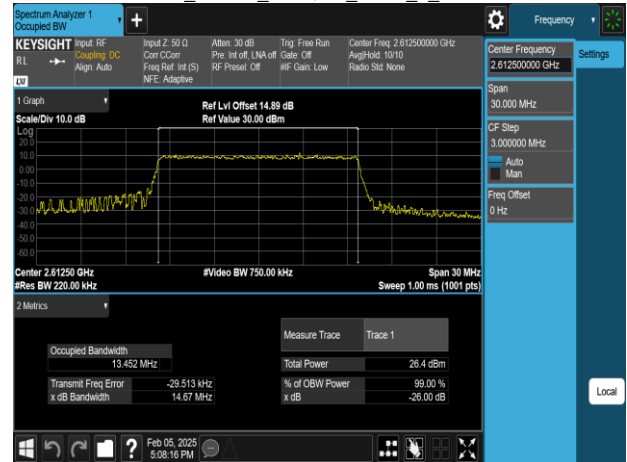 Spectrum Analyzer 1
Occupied BW
Frequency
KEYSIGHT Input: RF
RL
Coupling: DC
Align: Auto
LXI
Input Z: 50 Ω
Corr CCorr
Freq Ref: Int (S)
NFE: Adaptive
Atten: 30 dB
Pre: Int off, LNA off
RF Presel: Off
Trig: Free Run
Gate: Off
#IF Gain: Low
Center Freq: 2.612500000 GHz
Avg|Hold: 10/10
Radio Std: None
Center Frequency
2.612500000 GHz
Settings
Span
30.000 MHz
CF Step
3.000000 MHz
Auto
Man
Freq Offset
0 Hz
1 Graph
Scale/Div 10.0 dB
Ref Lvl Offset 14.89 dB
Ref Value 30.00 dBm
Log
20.0
10.0
0.00
-10.0
-20.0
-30.0
-40.0
-50.0
-60.0
Center 2.61250 GHz
#Res BW 220.00 kHz
#Video BW 750.00 kHz
Span 30 MHz
Sweep 1.00 ms (1001 pts)
2 Metrics
Measure Trace Trace 1
Occupied Bandwidth
13.452 MHz
Total Power 26.4 dBm
Transmit Freq Error -29.513 kHz
% of OBW Power 99.00 %
x dB Bandwidth 14.67 MHz
x dB -26.00 dB
Local
Feb 05, 2025
5:08:16 PM